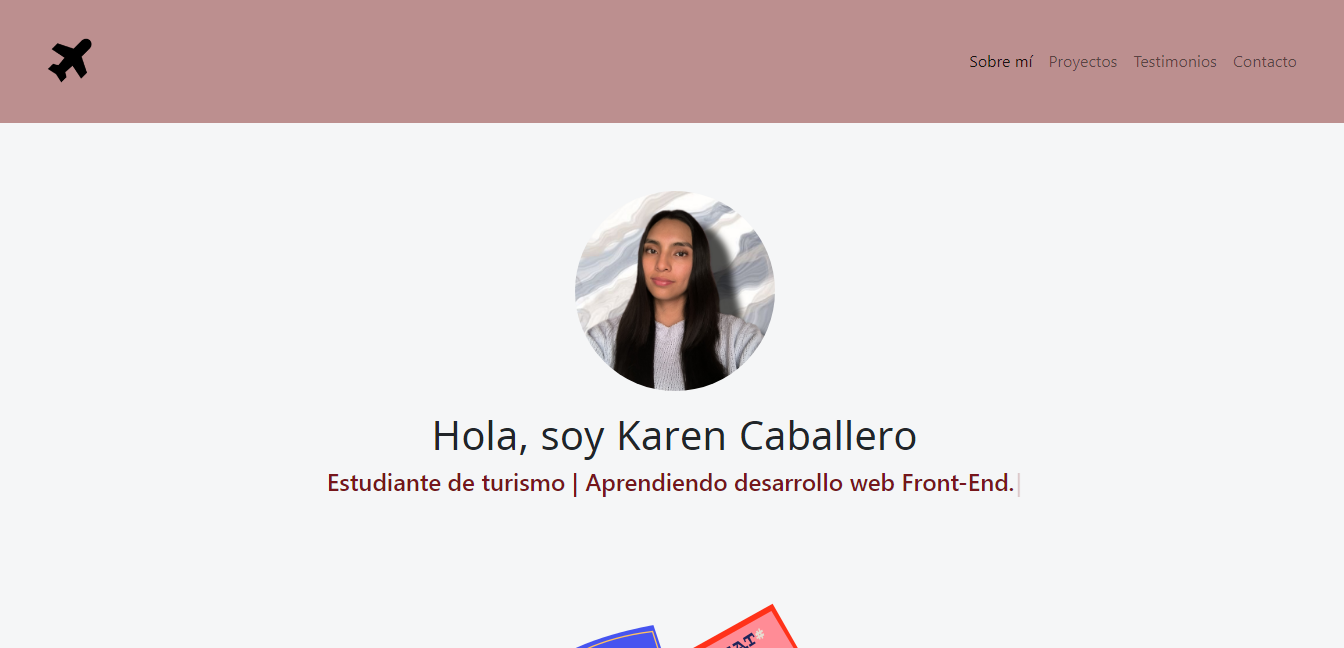 Sobre mí Proyectos Testimonios Contacto
Hola, soy Karen Caballero
Estudiante de turismo | Aprendiendo desarrollo web Front-End.